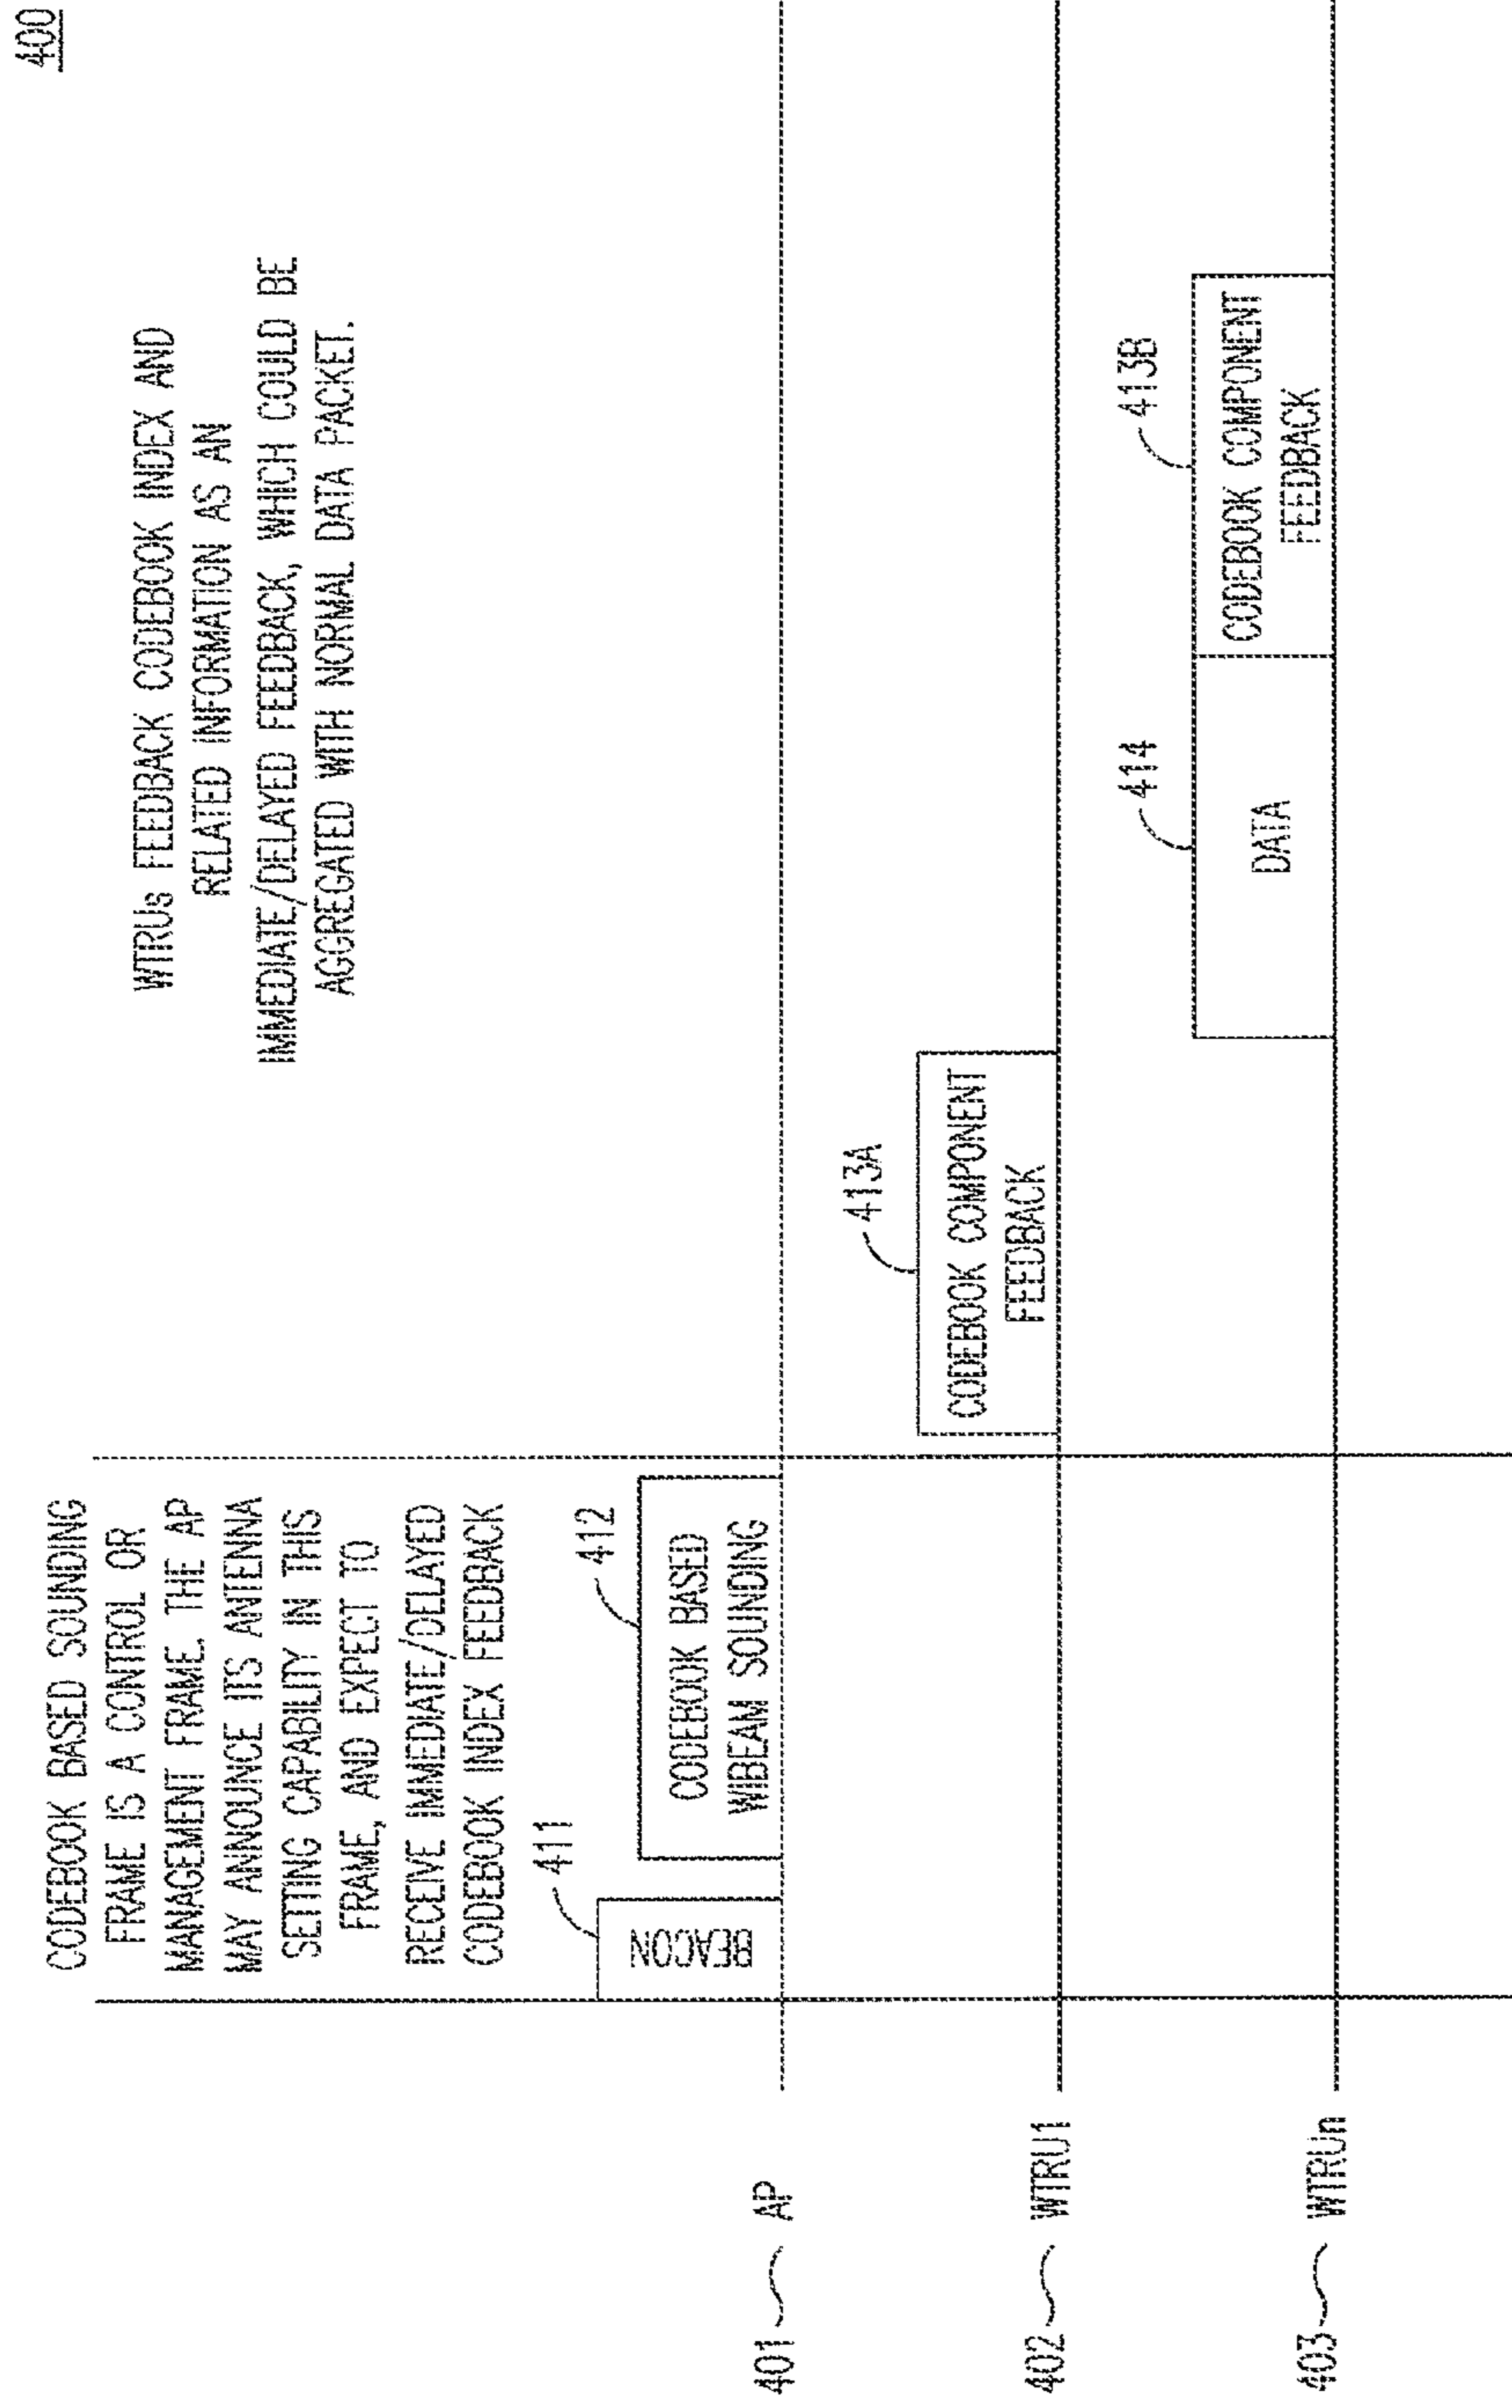 400
CODEBOOK BASED SOUNDING
FRAME IS A CONTROL OR
MANAGEMENT FRAME. THE AP
MAY ANNOUNCE ITS ANTENNA
SETTING CAPABILITY IN THIS
FRAME, AND EXPECT TO
RECEIVE IMMEDIATE/DELAYED
CODEBOOK INDEX FEEDBACK
WTRUs FEEDBACK CODEBOOK INDEX AND
RELATED INFORMATION AS AN
IMMEDIATE/DELAYED FEEDBACK, WHICH COULD BE
AGGREGATED WITH NORMAL DATA PACKET.
411
BEACON
412
CODEBOOK BASED
WIBEAM SOUNDING
401
AP
413A
CODEBOOK COMPONENT
FEEDBACK
402
WTRU1
414
DATA
413B
CODEBOOK COMPONENT
FEEDBACK
403
WTRUn